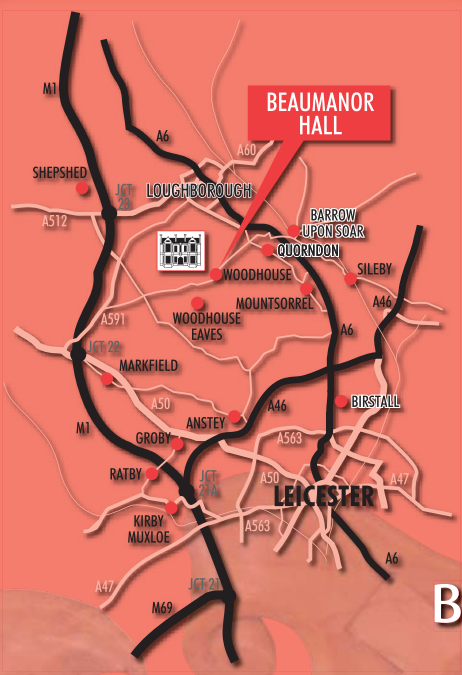 M1
A6
BEAUMANOR
HALL
A60
SHEPSHED
JCT
23
LOUGHBOROUGH
A512
BARROW
UPON SOAR
QUORNDON
WOODHOUSE
SILEBY
MOUNTSORREL
A46
WOODHOUSE
EAVES
A591
A6
JCT 22
MARKFIELD
A50
A46
BIRSTALL
M1
ANSTEY
GROBY
A563
RATBY
JCT
21A
A50
A47
LEICESTER
KIRBY
MUXLOE
A563
A6
A47
JCT 21
M69
B